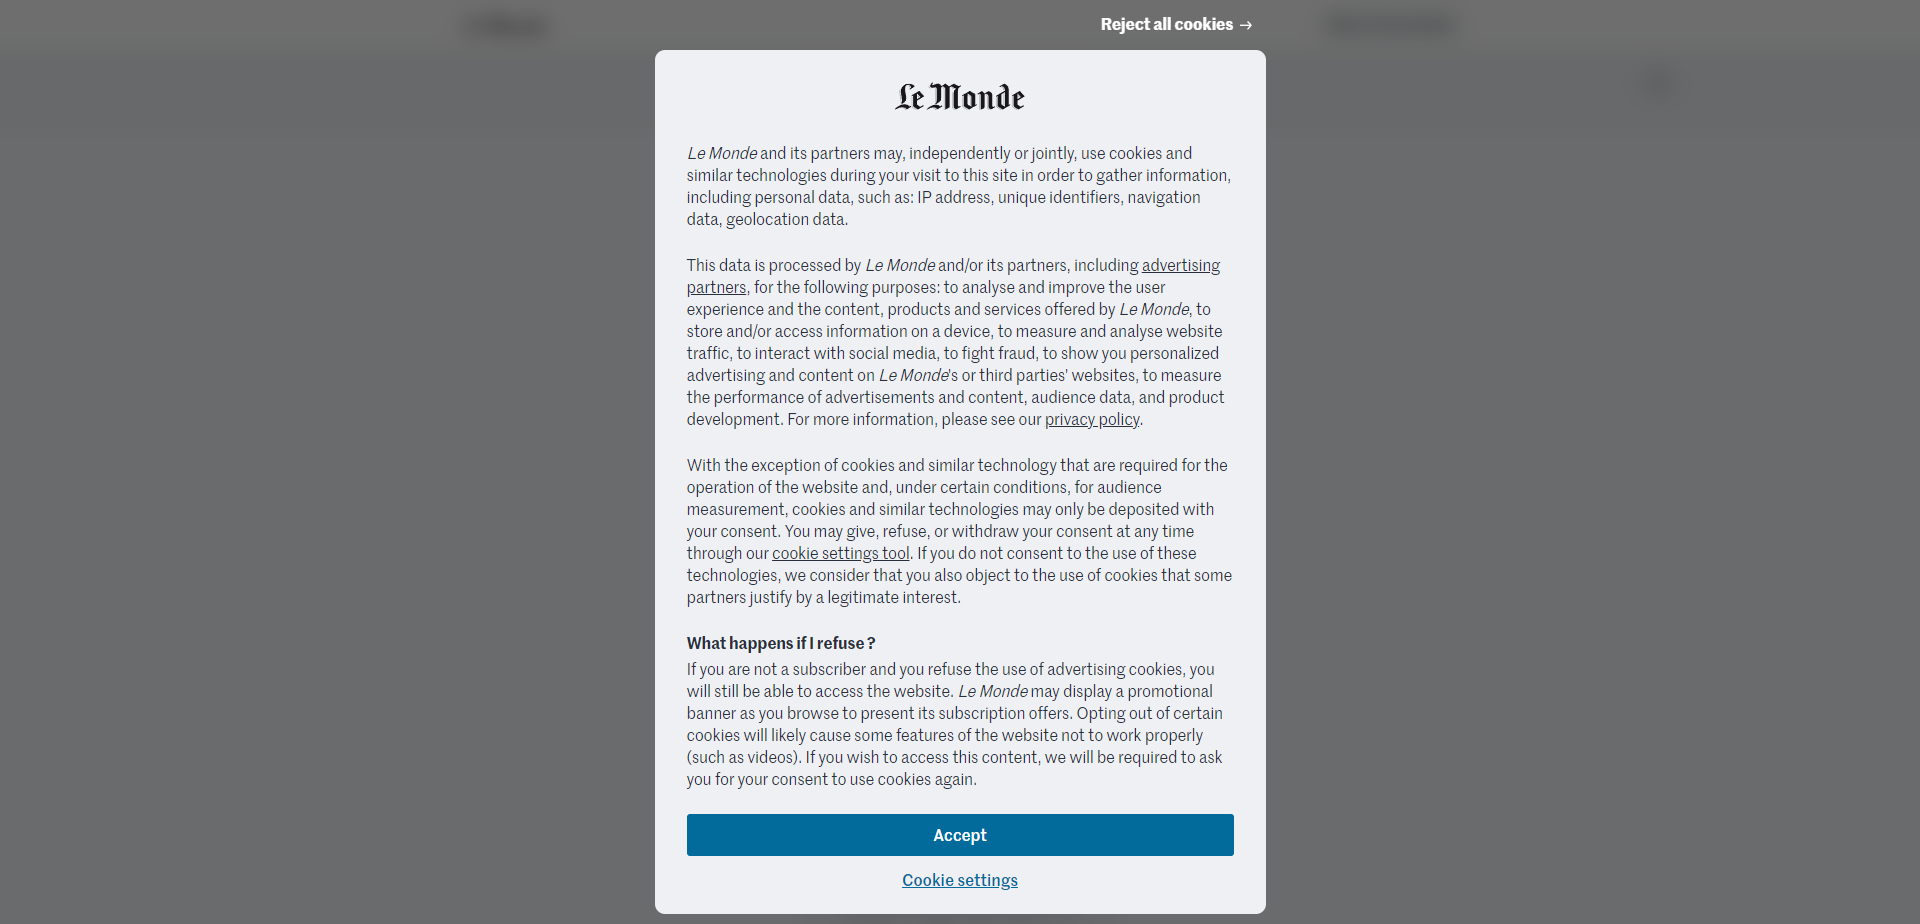 Reject all cookies →
Le Monde
Le Monde and its partners may, independently or jointly, use cookies and
similar technologies during your visit to this site in order to gather information,
including personal data, such as: IP address, unique identifiers, navigation
data, geolocation data.
This data is processed by Le Monde and/or its partners, including advertising
partners, for the following purposes: to analyse and improve the user
experience and the content, products and services offered by Le Monde, to
store and/or access information on a device, to measure and analyse website
traffic, to interact with social media, to fight fraud, to show you personalized
advertising and content on Le Monde's or third parties' websites, to measure
the performance of advertisements and content, audience data, and product
development. For more information, please see our privacy policy.
With the exception of cookies and similar technology that are required for the
operation of the website and, under certain conditions, for audience
measurement, cookies and similar technologies may only be deposited with
your consent. You may give, refuse, or withdraw your consent at any time
through our cookie settings tool. If you do not consent to the use of these
technologies, we consider that you also object to the use of cookies that some
partners justify by a legitimate interest.
What happens if I refuse ?
If you are not a subscriber and you refuse the use of advertising cookies, you
will still be able to access the website. Le Monde may display a promotional
banner as you browse to present its subscription offers. Opting out of certain
cookies will likely cause some features of the website not to work properly
(such as videos). If you wish to access this content, we will be required to ask
you for your consent to use cookies again.
Accept
Cookie settings